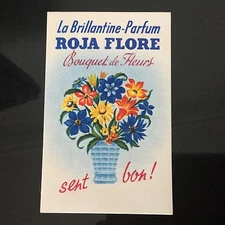 La Brillantine-Parfum
ROJA FLORE
Bouquet de Fleurs
sent bon!